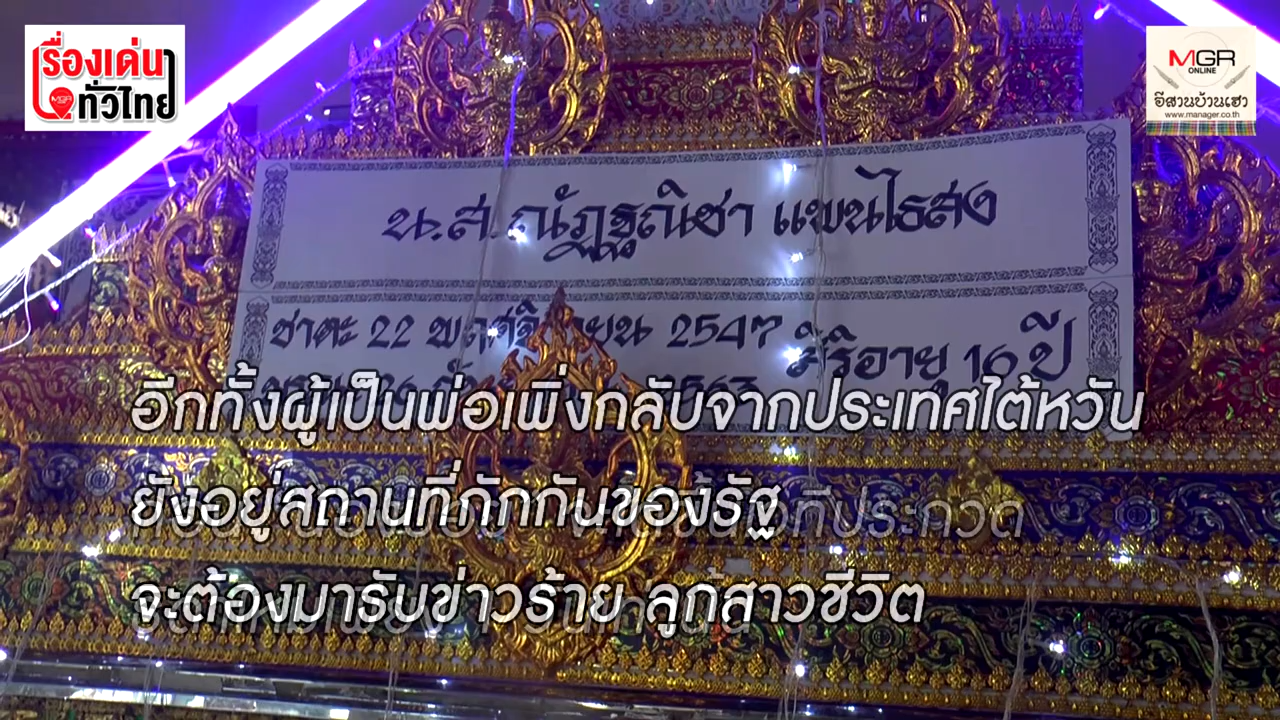 เรื่องเด่น
MGR
ทั่วไทย
MGR
ONLINE
อีสานบ้านเฮา
www.manager.co.th
น.ส.ณัฏฐณิชา แพนไธสง
ชาตะ 22 พฤศจิกายน 2547
สิริอายุ 16 ปี
2563
อีกทั้งผู้เป็นพ่อเพิ่งกลับจากประเทศไต้หวัน
ยังอยู่สถานที่กักกันของรัฐ
จะต้องมารับข่าวร้าย ลูกสาวชีวิต